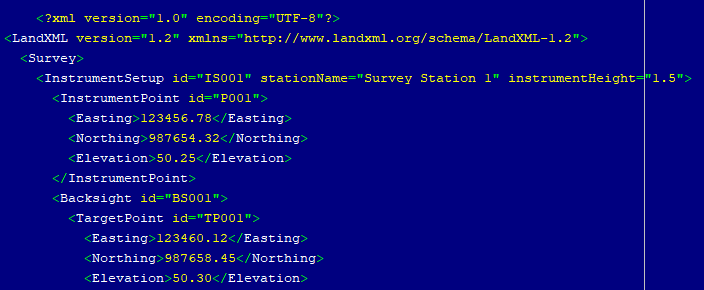 <?xml version="1.0" encoding="UTF-8"?>
<LandXML version="1.2" xmlns="http://www.landxml.org/schema/LandXML-1.2">
<Survey>
<InstrumentSetup id="IS001" stationName="Survey Station 1" instrumentHeight="1.5">
<InstrumentPoint id="P001">
<Easting>123456.78</Easting>
<Northing>987654.32</Northing>
<Elevation>50.25</Elevation>
</InstrumentPoint>
<Backsight id="BS001">
<TargetPoint id="TP001">
<Easting>123460.12</Easting>
<Northing>987658.45</Northing>
<Elevation>50.30</Elevation>